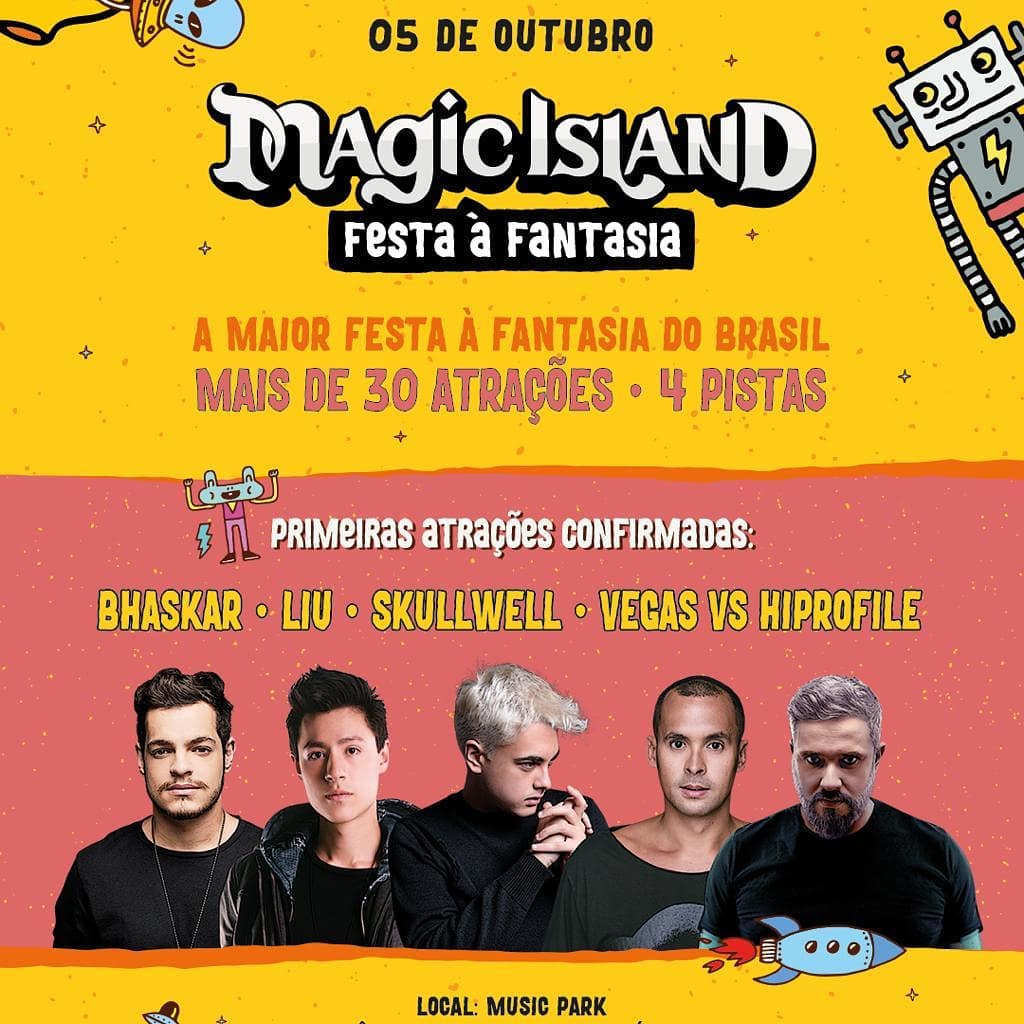 05 DE OUTUBRO
MAGIC ISLAND
FESTA À FANTASIA
A MAIOR FESTA À FANTASIA DO BRASIL
MAIS DE 30 ATRAÇÕES • 4 PISTAS
PRIMEIRAS ATRAÇÕES CONFIRMADAS:
BHASKAR • LIU • SKULLWELL • VEGAS VS HIPROFILE
LOCAL: MUSIC PARK